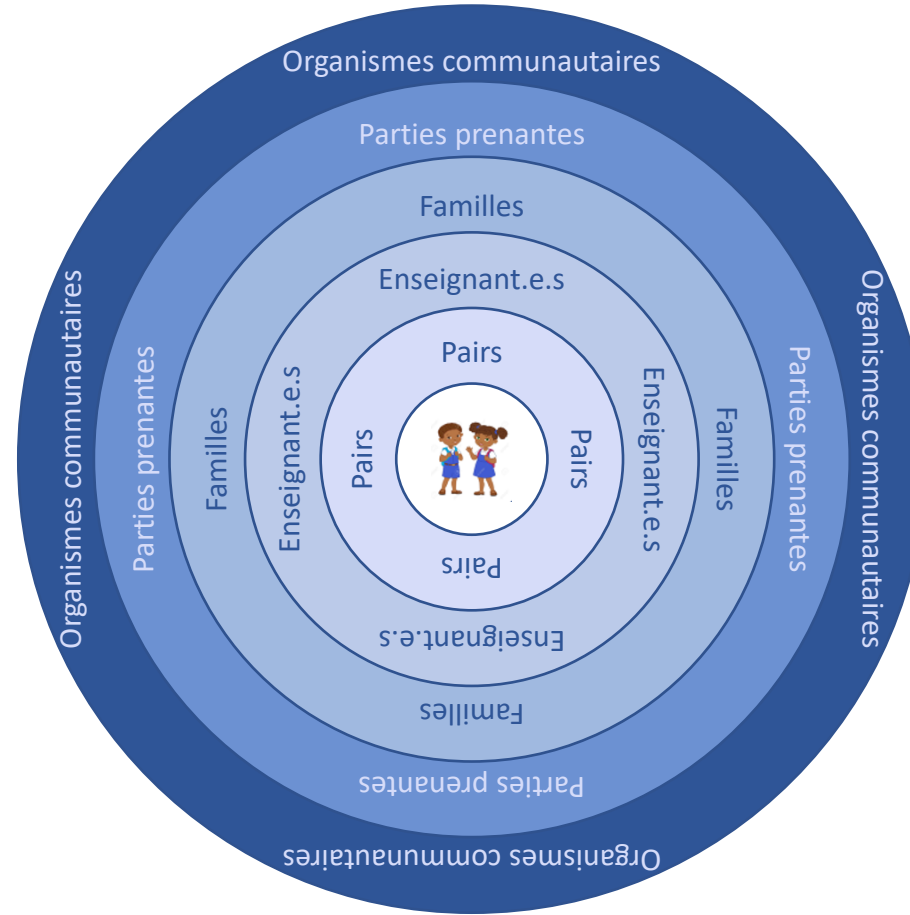 Organismes communautaires
Parties prenantes
Familles
Enseignant.e.s
Pairs
Organismes communautaires
Parties prenantes
Familles
Enseignant.e.s
Pairs
Pairs
Enseignant.e.s
Familles
Parties prenantes
Organismes communautaires
Pairs
Enseignant.e.s
Familles
Parties prenantes
Organismes communautaires